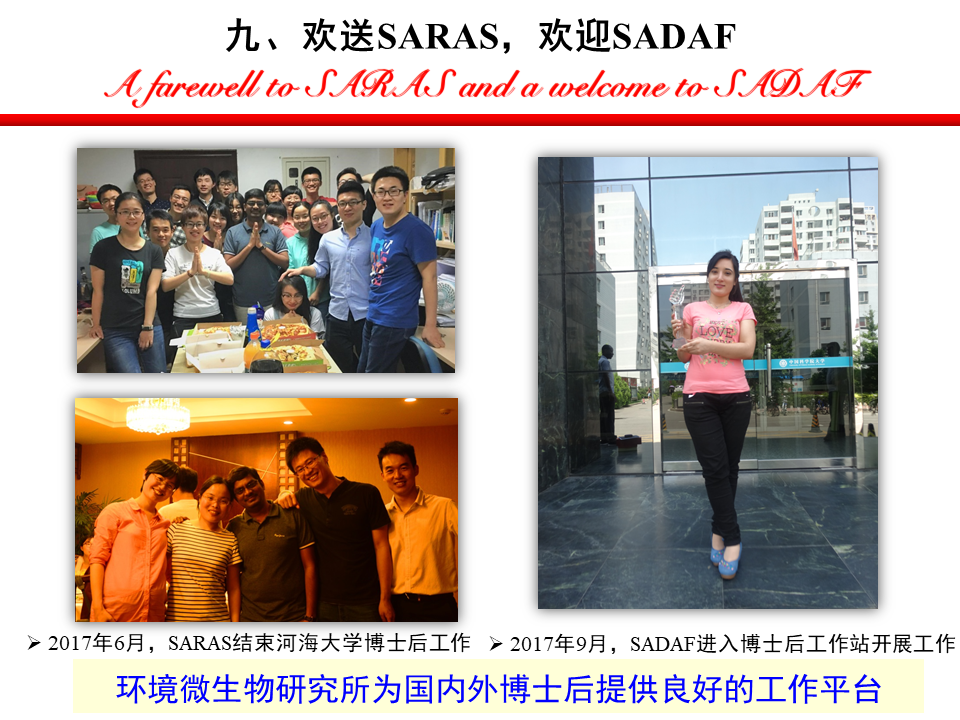 九、欢送SARAS，欢迎SADAF
A farewell to SARAS and a welcome to SADAF
LOVE
➢ 2017年6月，SARAS结束河海大学博士后工作
➢ 2017年9月，SADAF进入博士后工作站开展工作
环境微生物研究所为国内外博士后提供良好的工作平台